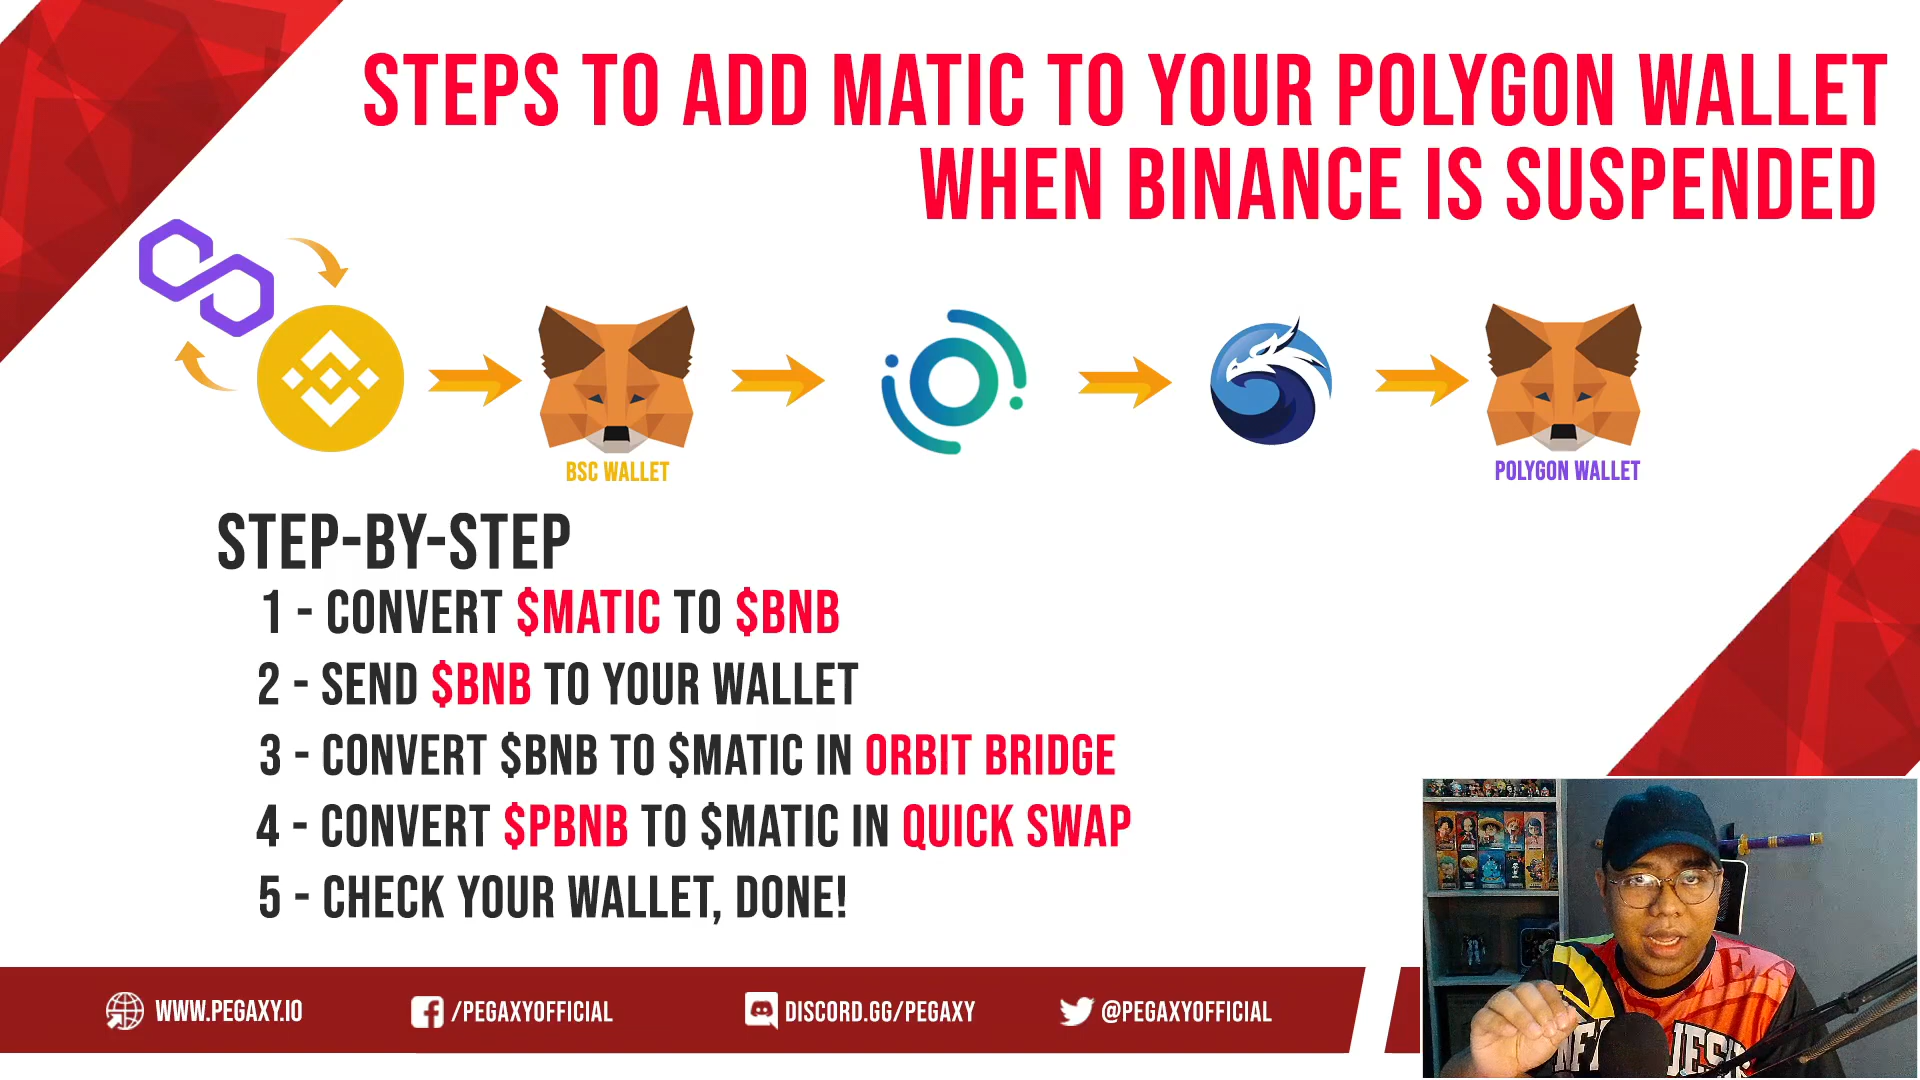 STEPS TO ADD MATIC TO YOUR POLYGON WALLET
WHEN BINANCE IS SUSPENDED
BSC WALLET
POLYGON WALLET
STEP-BY-STEP
1 - CONVERT $MATIC TO $BNB
2 - SEND $BNB TO YOUR WALLET
3 - CONVERT $BNB TO $MATIC IN ORBIT BRIDGE
4 - CONVERT $PBNB TO $MATIC IN QUICK SWAP
5 - CHECK YOUR WALLET, DONE!
WWW.PEGAXY.IO
/PEGAXYOFFICIAL
DISCORD.GG/PEGAXY
@PEGAXYOFFICIAL